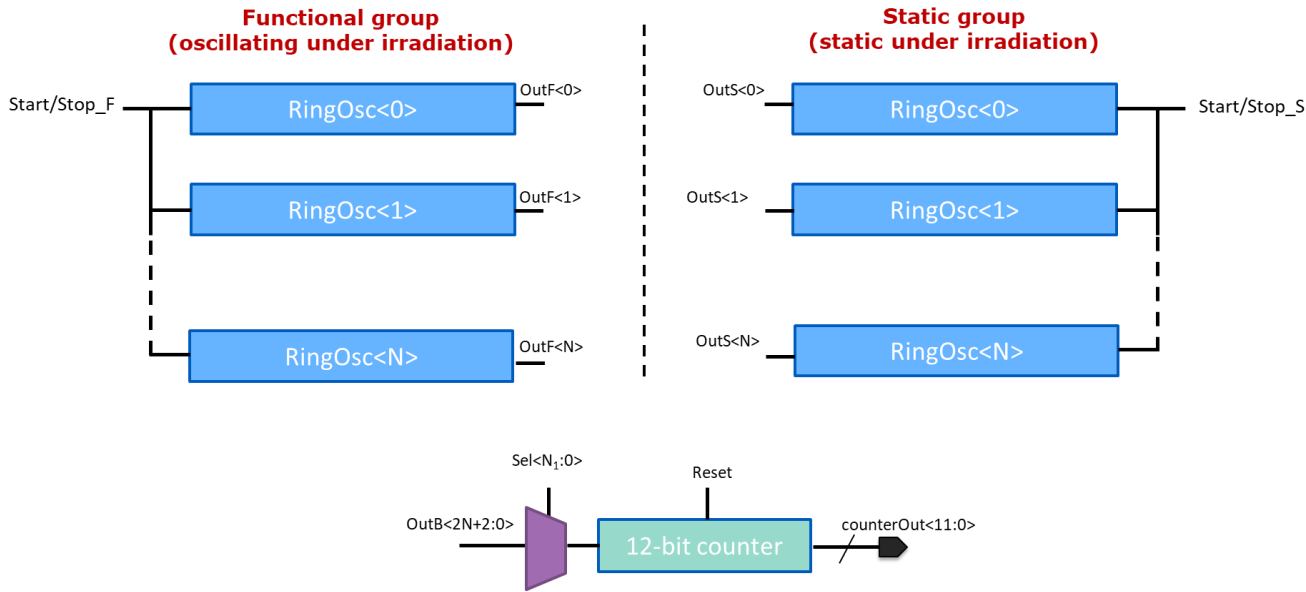 Functional group
(oscillating under irradiation)
Static group
(static under irradiation)
Start/Stop_F
RingOsc<0>
OutF<0>
OutS<0>
RingOsc<0>
Start/Stop_S
RingOsc<1>
OutF<1>
OutS<1>
RingOsc<1>
RingOsc<N>
OutF<N>
OutS<N>
RingOsc<N>
Sel<N₁:0>
Reset
OutB<2N+2:0>
12-bit counter
counterOut<11:0>